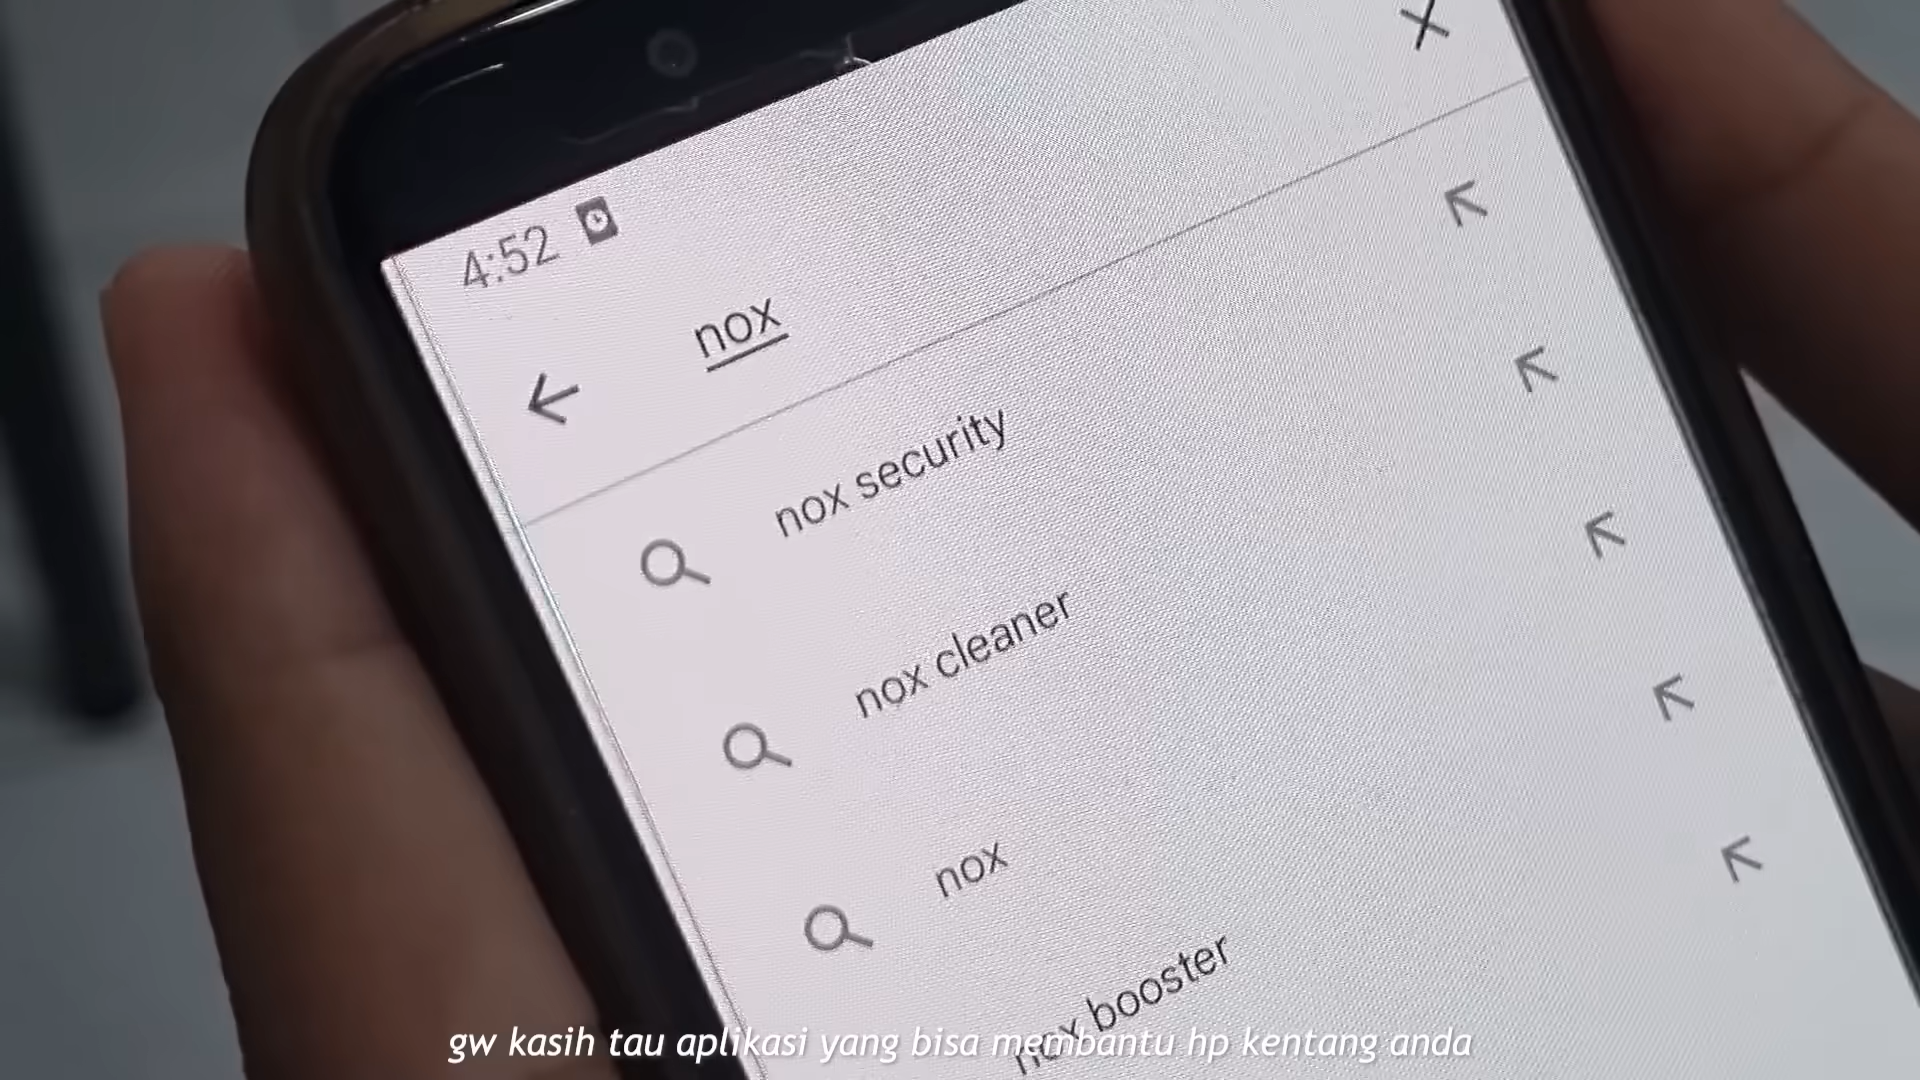 4:52
nox
nox security
nox cleaner
nox
nox booster
gw kasih tau aplikasi yang bisa membantu hp kentang anda